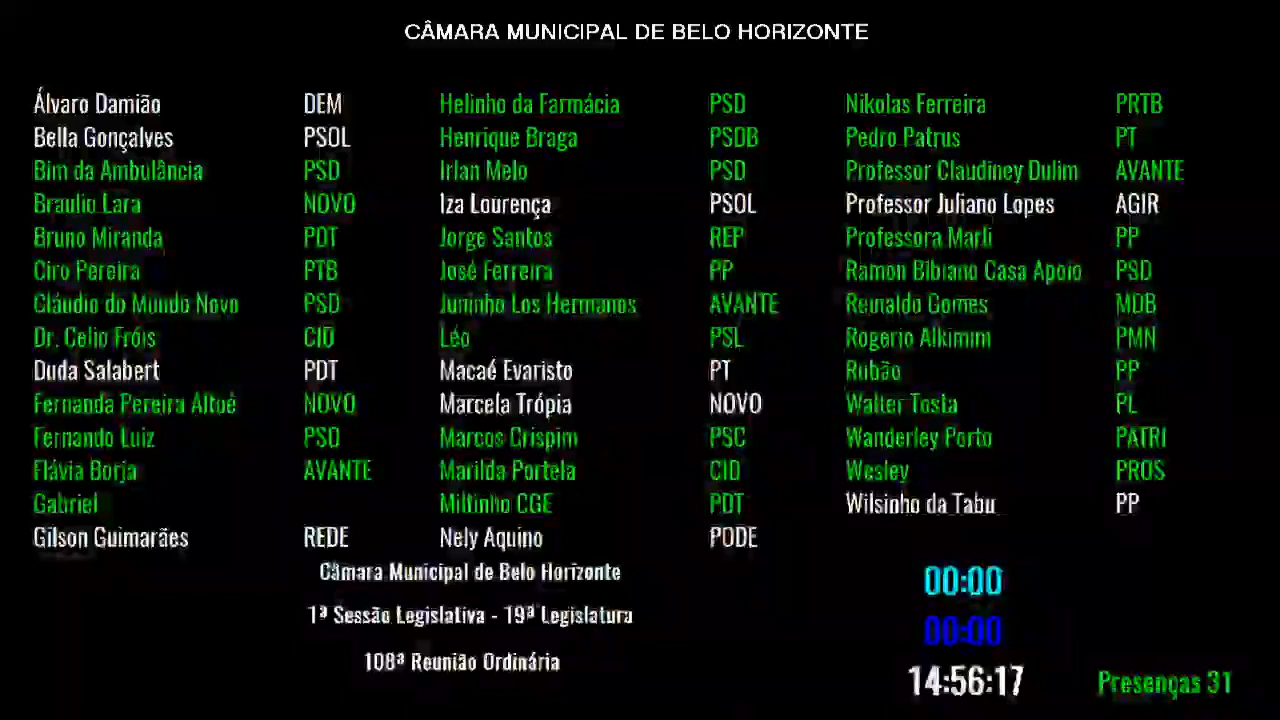 CÂMARA MUNICIPAL DE BELO HORIZONTE
Álvaro Damião DEM Helinho da Farmácia PSD Nikolas Ferreira PRTB
Bella Gonçalves PSOL Henrique Braga PSDB Pedro Patrus PT
Bim da Ambulância PSD Irlan Melo PSD Professor Claudiney Dulim AVANTE
Braulio Lara NOVO Iza Lourença PSOL Professor Juliano Lopes AGIR
Bruno Miranda PDT Jorge Santos REP Professora Marli PP
Ciro Pereira PTB José Ferreira PP Ramon Bibiano Casa Apoio PSD
Cláudio do Mundo Novo PSD Juninho Los Hermanos AVANTE Reinaldo Gomes MDB
Dr. Celio Fróis CID Léo PSL Rogerio Alkimim PMN
Duda Salabert PDT Macaé Evaristo PT Rubão PP
Fernanda Pereira Altoé NOVO Marcela Trópia NOVO Walter Tosta PL
Fernando Luiz PSD Marcos Crispim PSC Wanderley Porto PATRI
Flávia Borja AVANTE Marilda Portela CID Wesley PROS
Gabriel Miltinho CGE PDT Wilsinho da Tabu PP
Gilson Guimarães REDE Nely Aquino PODE
Câmara Municipal de Belo Horizonte
00:00
1ª Sessão Legislativa - 19ª Legislatura
00:00
108ª Reunião Ordinária
14:56:17 Presenças 31